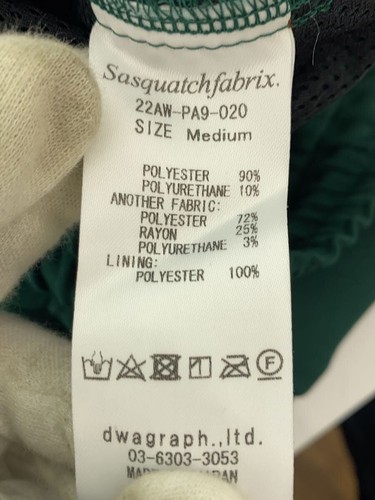 Sasquatchfabrix.
22AW-PA9-020
SIZE Medium
POLYESTER 90%
POLYURETHANE 10%
ANOTHER FABRIC:
POLYESTER 72%
RAYON 25%
POLYURETHANE 3%
LINING:
POLYESTER 100%
F
dwagraph.,ltd.
03-6303-3053